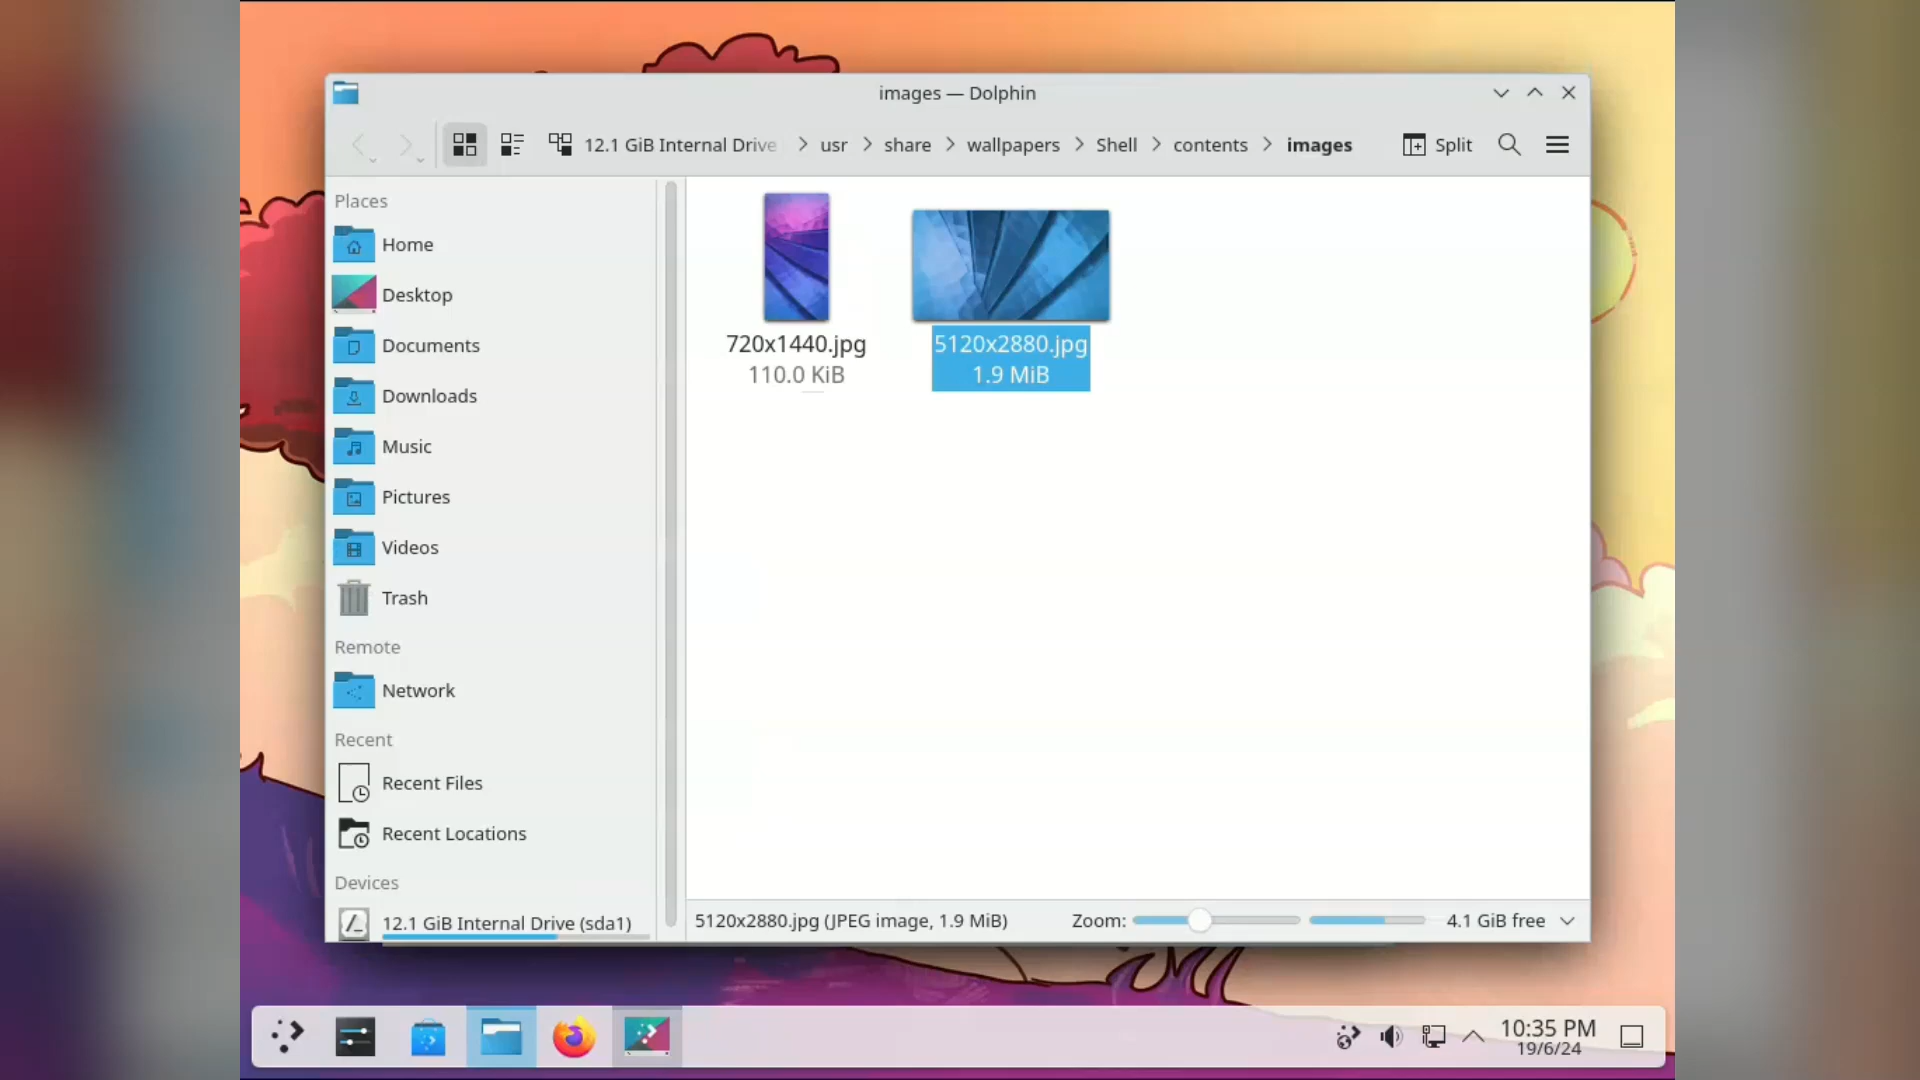 images — Dolphin
12.1 GiB Internal Drive
usr
share
wallpapers
Shell
contents
images
Split
Places
Home
Desktop
Documents
Downloads
Music
Pictures
Videos
Trash
Remote
Network
Recent
Recent Files
Recent Locations
Devices
12.1 GiB Internal Drive (sda1)
720x1440.jpg
110.0 KiB
5120x2880.jpg
1.9 MiB
5120x2880.jpg (JPEG image, 1.9 MiB)
Zoom:
4.1 GiB free
10:35 PM
19/6/24